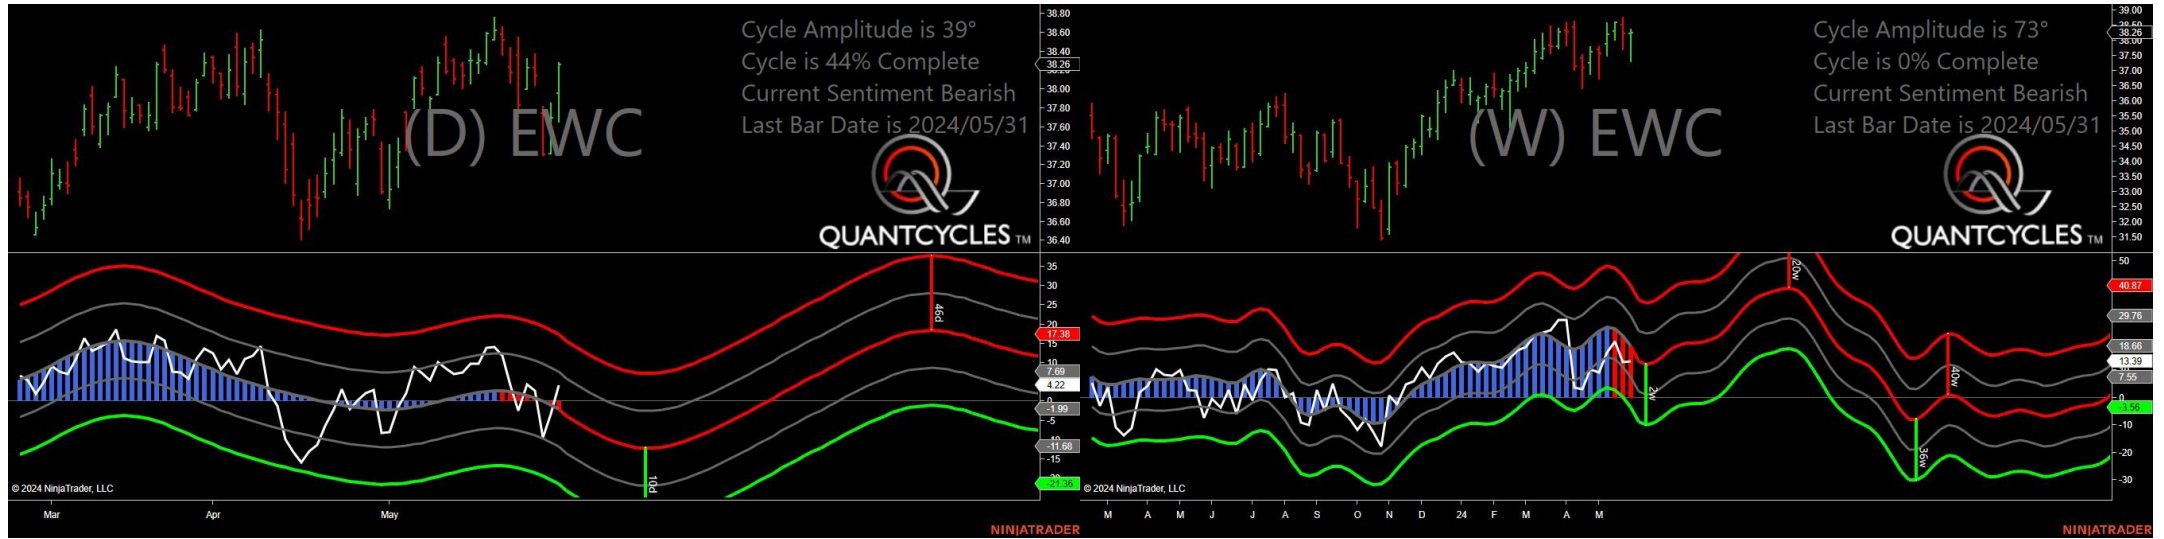 Cycle Amplitude is 39°
Cycle is 44% Complete
Current Sentiment Bearish
Last Bar Date is 2024/05/31
(D) EWC
QUANTCYCLES TM
38.80
38.60
38.40
38.26
38.00
37.80
37.60
37.40
37.20
37.00
36.80
36.60
36.40
46d
10d
35
30
25
20
17.38
15
7.69
4.22
0
-1.99
-5
-11.68
-15
-21.36
© 2024 NinjaTrader, LLC
Mar
Apr
May
NINJATRADER
Cycle Amplitude is 73°
Cycle is 0% Complete
Current Sentiment Bearish
Last Bar Date is 2024/05/31
(W) EWC
QUANTCYCLES TM
39.00
38.50
38.26
38.00
37.50
37.00
36.50
36.00
35.50
35.00
34.50
34.00
33.50
33.00
32.50
32.00
31.50
20w
2w
36w
40w
50
40.87
29.76
18.66
13.39
7.55
0
-3.56
-10
-20
-30
© 2024 NinjaTrader, LLC
M A M J J A S O N D 24 F M A M
NINJATRADER